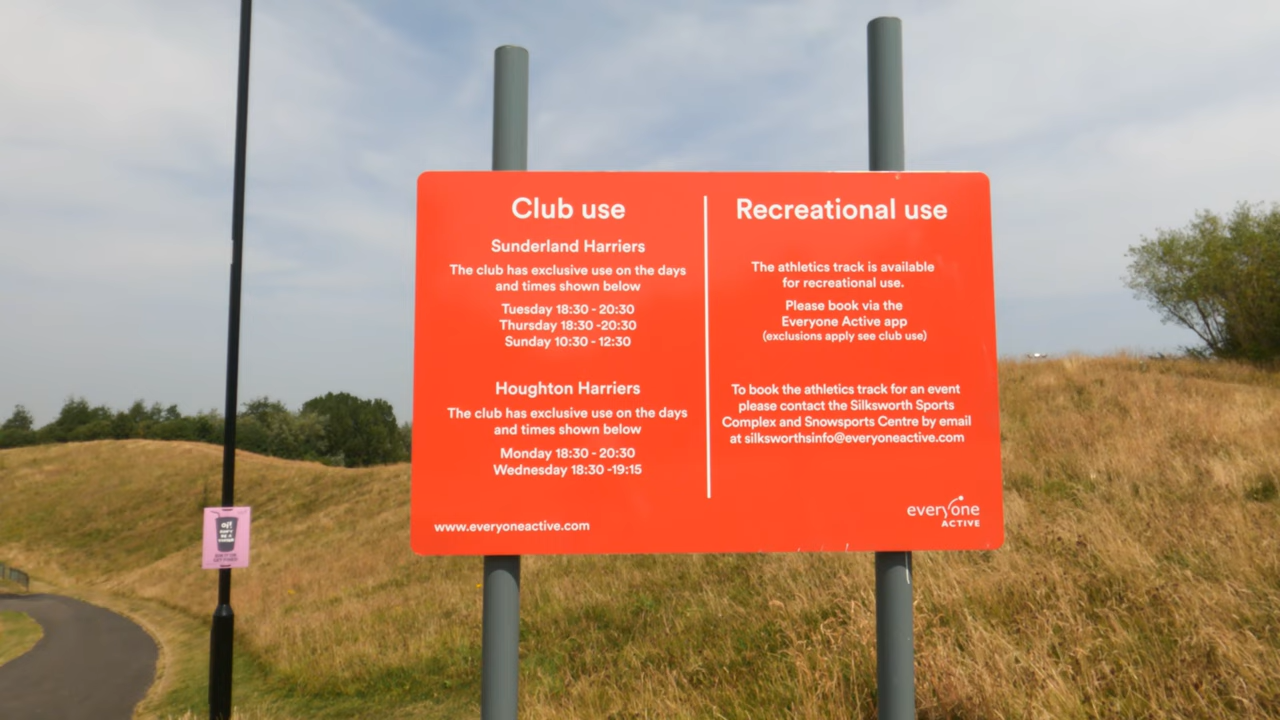 Club use
Sunderland Harriers
The club has exclusive use on the days
and times shown below
Tuesday 18:30 - 20:30
Thursday 18:30 -20:30
Sunday 10:30 - 12:30
Houghton Harriers
The club has exclusive use on the days
and times shown below
Monday 18:30 - 20:30
Wednesday 18:30 -19:15
www.everyoneactive.com
Recreational use
The athletics track is available
for recreational use.
Please book via the
Everyone Active app
(exclusions apply see club use)
To book the athletics track for an event
please contact the Silksworth Sports
Complex and Snowsports Centre by email
at silksworthsinfo@everyoneactive.com
everyone
ACTIVE
Oi!